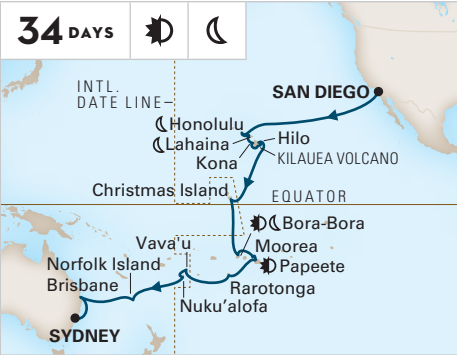 34 DAYS
INTL.
DATE LINE
SAN DIEGO
Honolulu
Lahaina
Hilo
Kona
KILAUEA VOLCANO
Christmas Island
EQUATOR
Bora-Bora
Vava'u
Moorea
Norfolk Island
Papeete
Brisbane
Rarotonga
Nuku'alofa
SYDNEY